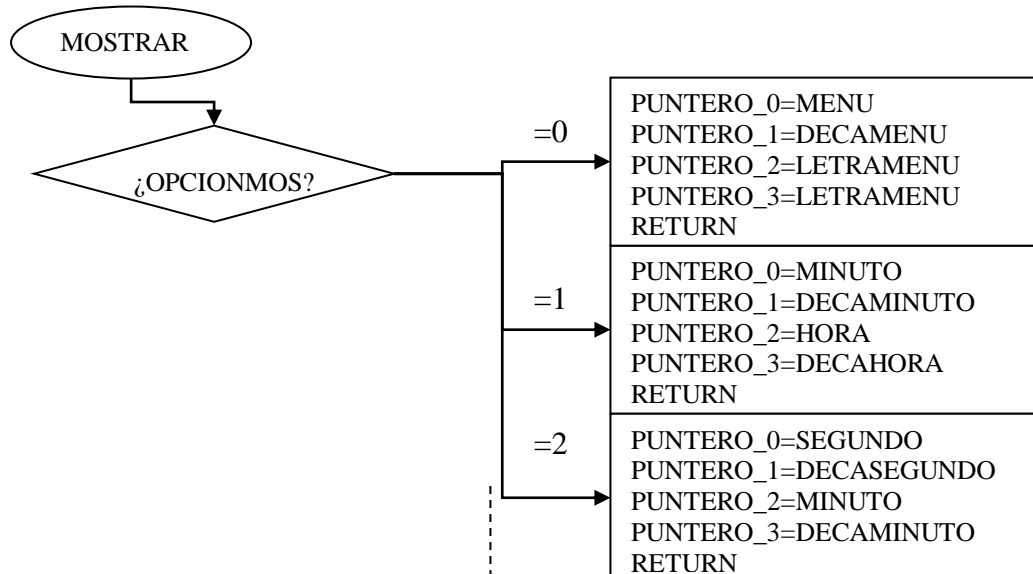 MOSTRAR
¿OPCIONMOS?
=0
PUNTERO_0=MENU
PUNTERO_1=DECAMENU
PUNTERO_2=LETRAMENU
PUNTERO_3=LETRAMENU
RETURN
=1
PUNTERO_0=MINUTO
PUNTERO_1=DECAMINUTO
PUNTERO_2=HORA
PUNTERO_3=DECAHORA
RETURN
=2
PUNTERO_0=SEGUNDO
PUNTERO_1=DECASEGUNDO
PUNTERO_2=MINUTO
PUNTERO_3=DECAMINUTO
RETURN